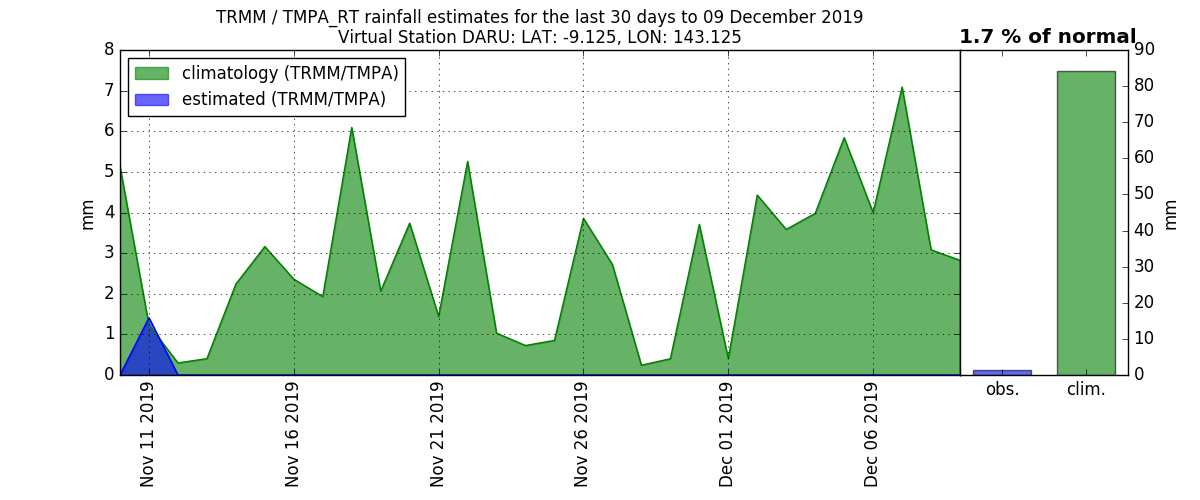 TRMM / TMPA_RT rainfall estimates for the last 30 days to 09 December 2019
Virtual Station DARU: LAT: -9.125, LON: 143.125
1.7 % of normal
climatology (TRMM/TMPA)
estimated (TRMM/TMPA)
8
7
6
5
4
3
2
1
0
mm
Nov 11 2019
Nov 16 2019
Nov 21 2019
Nov 26 2019
Dec 01 2019
Dec 06 2019
90
80
70
60
50
40
30
20
10
0
mm
obs.
clim.